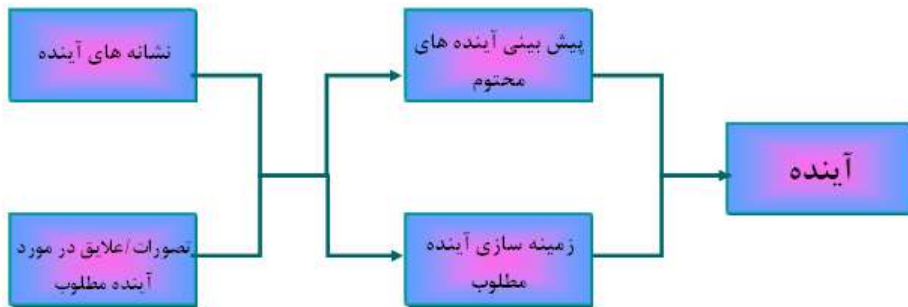 نشانه های آینده
پیش بینی آینده های
محتوم
آینده
تصورات/علایق در مورد
آینده مطلوب
زمینه سازی آینده
مطلوب